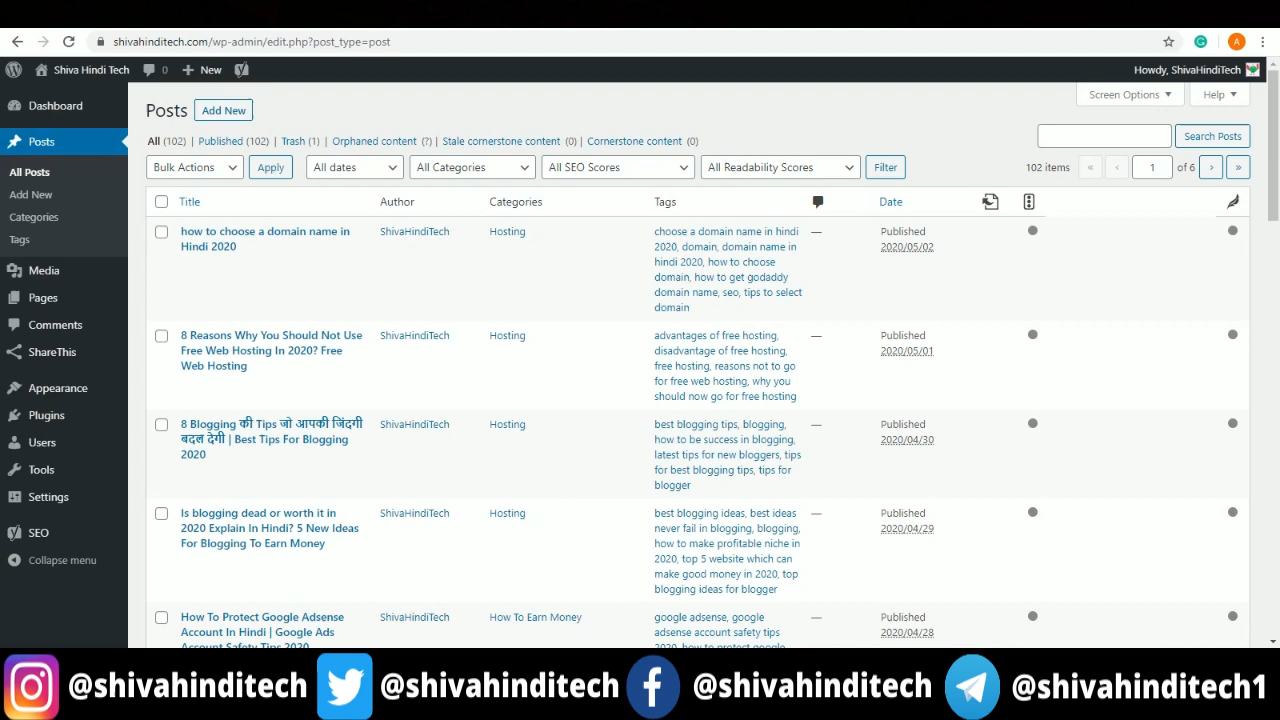 shivahinditech.com/wp-admin/edit.php?post_type=post
A
Shiva Hindi Tech 0 New
Howdy, ShivaHindiTech
Dashboard
Posts
All Posts
Add New
Categories
Tags
Media
Pages
Comments
ShareThis
Appearance
Plugins
Users
Tools
Settings
SEO
Collapse menu
Screen Options Help
Posts Add New
All (102) | Published (102) | Trash (1) | Orphaned content (?) | Stale cornerstone content (0) | Cornerstone content (0)
Search Posts
Bulk Actions Apply All dates All Categories All SEO Scores All Readability Scores Filter
102 items « ‹ 1 of 6 › »
Title Author Categories Tags Date
how to choose a domain name in
Hindi 2020
ShivaHindiTech
Hosting
choose a domain name in hindi
2020, domain, domain name in
hindi 2020, how to choose
domain, how to get godaddy
domain name, seo, tips to select
domain
—
Published
2020/05/02
8 Reasons Why You Should Not Use
Free Web Hosting In 2020? Free
Web Hosting
ShivaHindiTech
Hosting
advantages of free hosting,
disadvantage of free hosting,
free hosting, reasons not to go
for free web hosting, why you
should now go for free hosting
—
Published
2020/05/01
8 Blogging की Tips जो आपकी जिंदगी
बदल देगी | Best Tips For Blogging
2020
ShivaHindiTech
Hosting
best blogging tips, blogging,
how to be success in blogging,
latest tips for new bloggers, tips
for best blogging tips, tips for
blogger
—
Published
2020/04/30
Is blogging dead or worth it in
2020 Explain In Hindi? 5 New Ideas
For Blogging To Earn Money
ShivaHindiTech
Hosting
best blogging ideas, best ideas
never fail in blogging, blogging,
how to make profitable niche in
2020, top 5 website which can
make good money in 2020, top
blogging ideas for blogger
—
Published
2020/04/29
How To Protect Google Adsense
Account In Hindi | Google Ads
Account Safety Tips 2020
ShivaHindiTech
How To Earn Money
google adsense, google
adsense account safety tips
2020, how to protect google
—
Published
2020/04/28
@shivahinditech @shivahinditech @shivahinditech @shivahinditech1